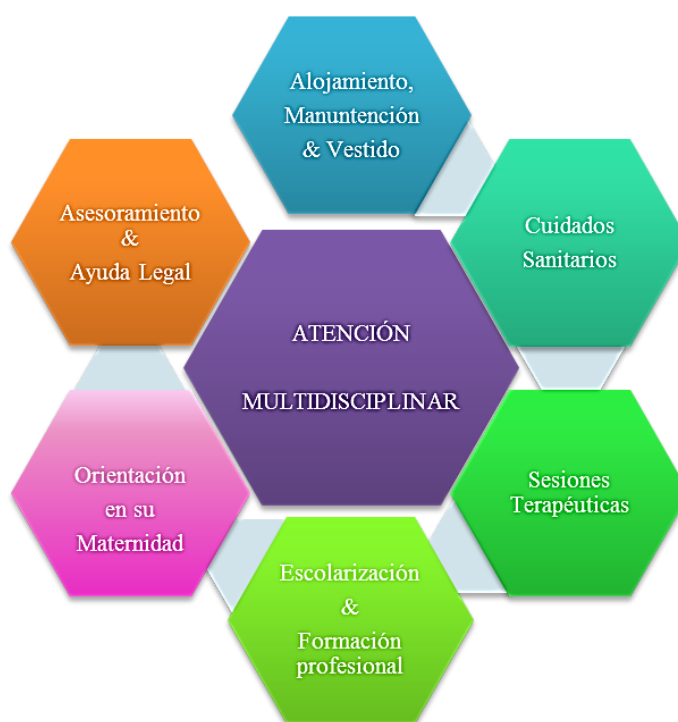 Alojamiento,
Manuntención
& Vestido
Cuidados
Sanitarios
Sesiones
Terapéuticas
Escolarización
&
Formación
profesional
Orientación
en su
Maternidad
Asesoramiento
&
Ayuda Legal
ATENCIÓN
MULTIDISCIPLINAR